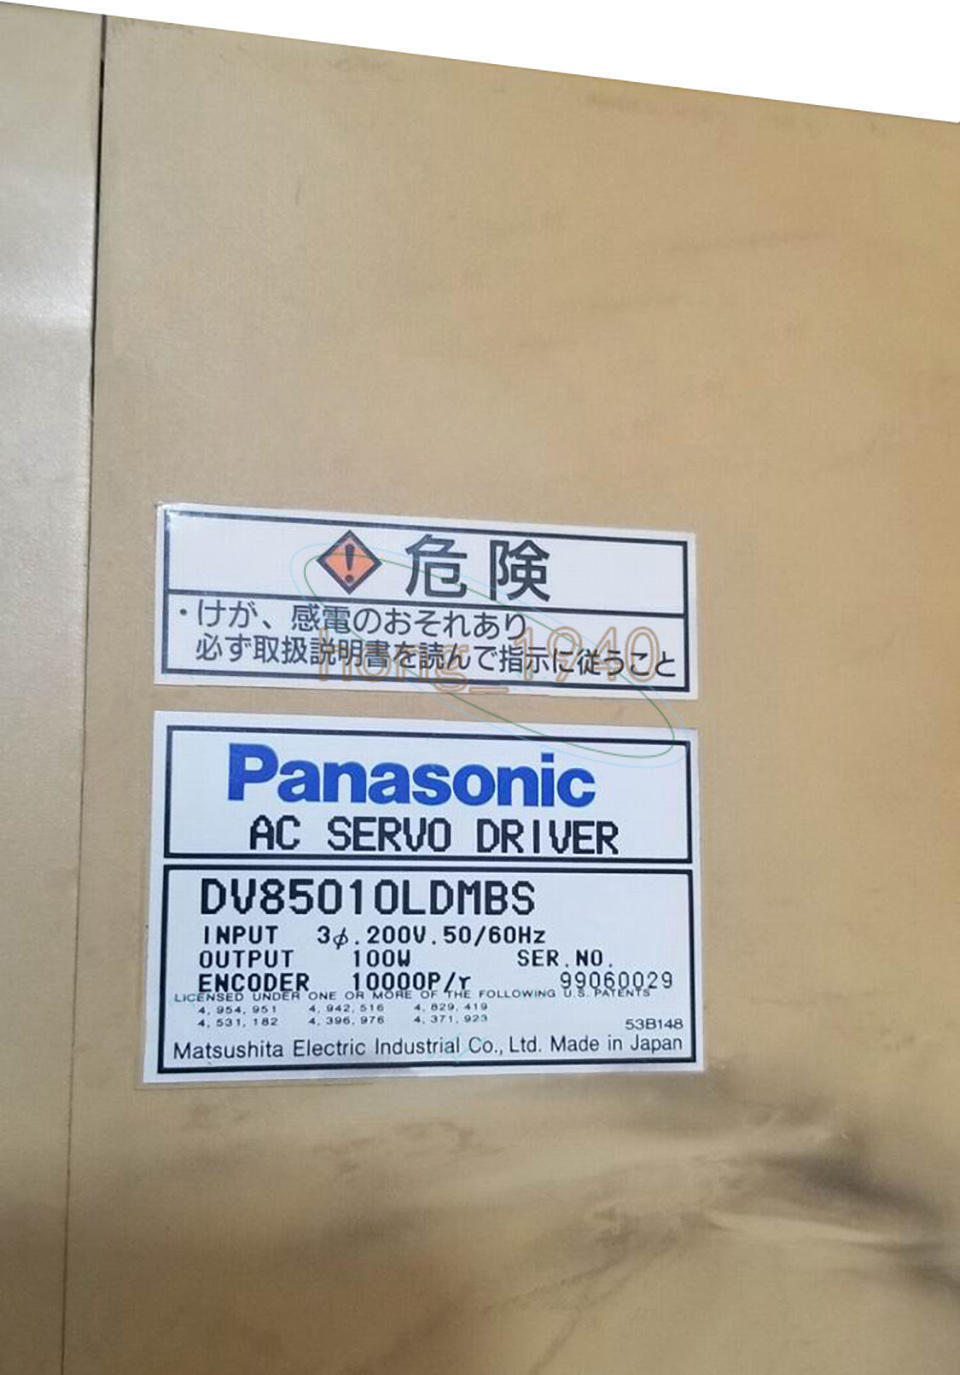 危険
・けが、感電のおそれあり
必ず取扱説明書を読んで指示に従うこと
hong_1940
Panasonic
AC SERVO DRIVER
DV85010LDMBS
INPUT 3φ.200V.50/60Hz
OUTPUT 100W SER.NO.
ENCODER 10000P/r 99060029
LICENSED UNDER ONE OR MORE OF THE FOLLOWING U.S. PATENTS
4,954,951 4,942,516 4,829,419
4,531,182 4,396,976 4,371,923
53B148
Matsushita Electric Industrial Co., Ltd. Made in Japan